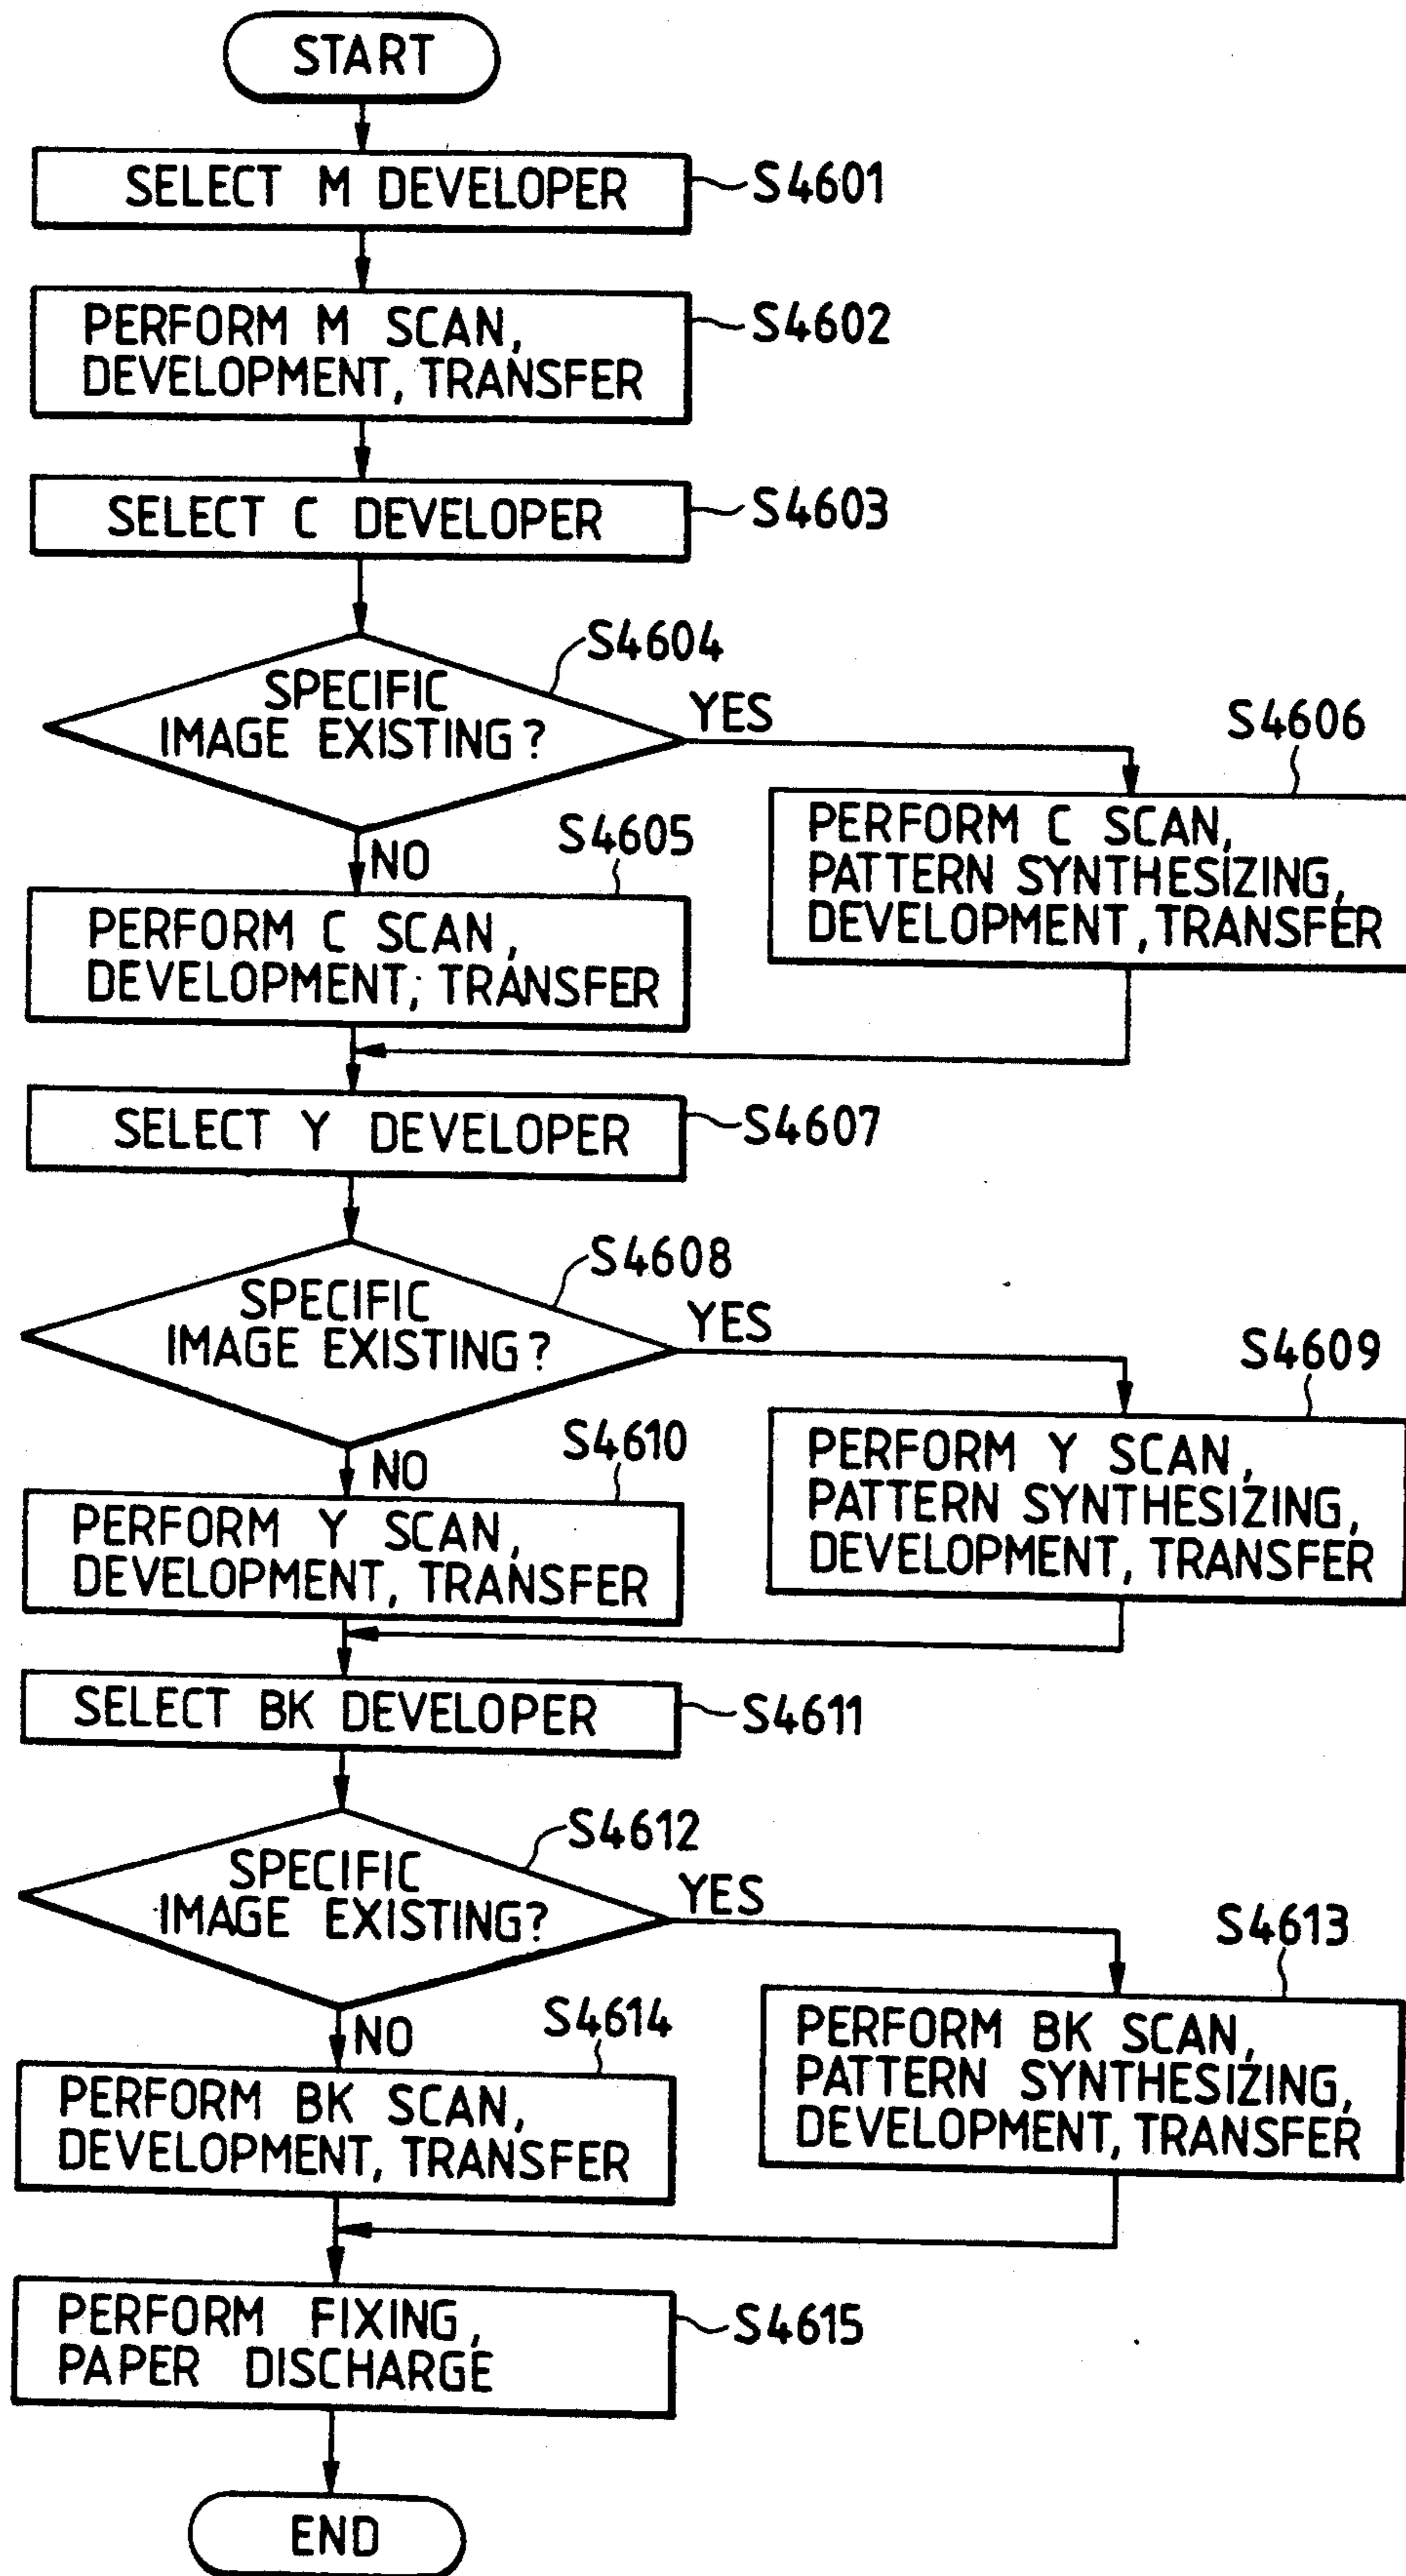 START
SELECT M DEVELOPER
S4601
PERFORM M SCAN,
DEVELOPMENT, TRANSFER
S4602
SELECT C DEVELOPER
S4603
S4604
SPECIFIC
IMAGE EXISTING?
YES
NO
S4606
PERFORM C SCAN,
PATTERN SYNTHESIZING,
DEVELOPMENT, TRANSFER
S4605
PERFORM C SCAN,
DEVELOPMENT, TRANSFER
SELECT Y DEVELOPER
S4607
S4608
SPECIFIC
IMAGE EXISTING?
YES
NO
S4609
PERFORM Y SCAN,
PATTERN SYNTHESIZING,
DEVELOPMENT, TRANSFER
S4610
PERFORM Y SCAN,
DEVELOPMENT, TRANSFER
SELECT BK DEVELOPER
S4611
S4612
SPECIFIC
IMAGE EXISTING?
YES
NO
S4613
PERFORM BK SCAN,
PATTERN SYNTHESIZING,
DEVELOPMENT, TRANSFER
S4614
PERFORM BK SCAN,
DEVELOPMENT, TRANSFER
PERFORM FIXING,
PAPER DISCHARGE
S4615
END